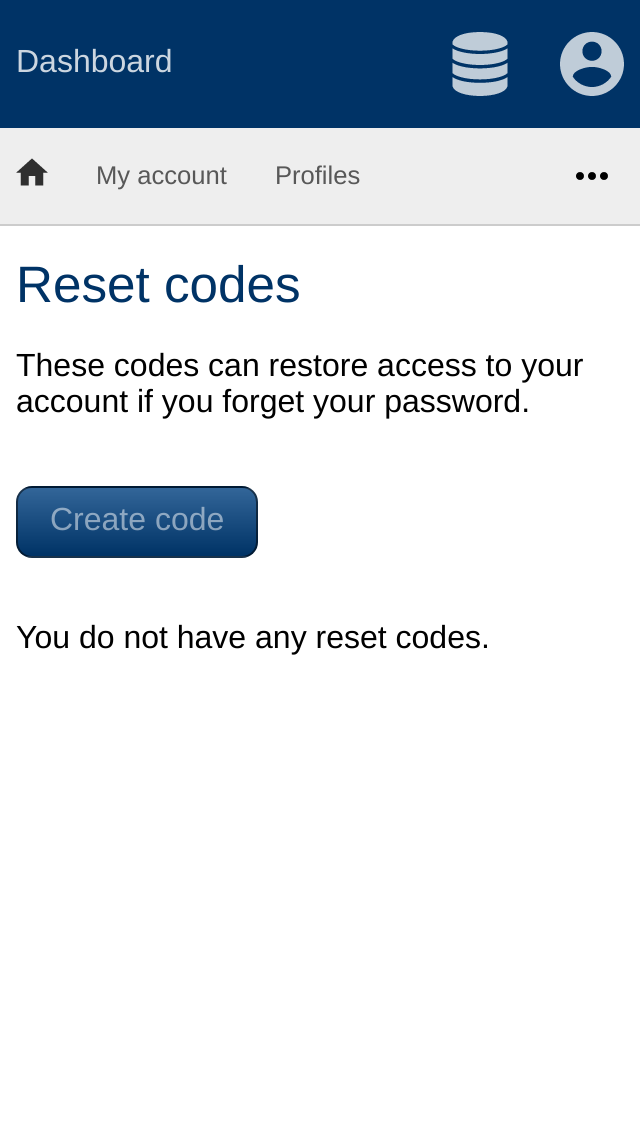 Dashboard
My account Profiles
Reset codes
These codes can restore access to your
account if you forget your password.
Create code
You do not have any reset codes.